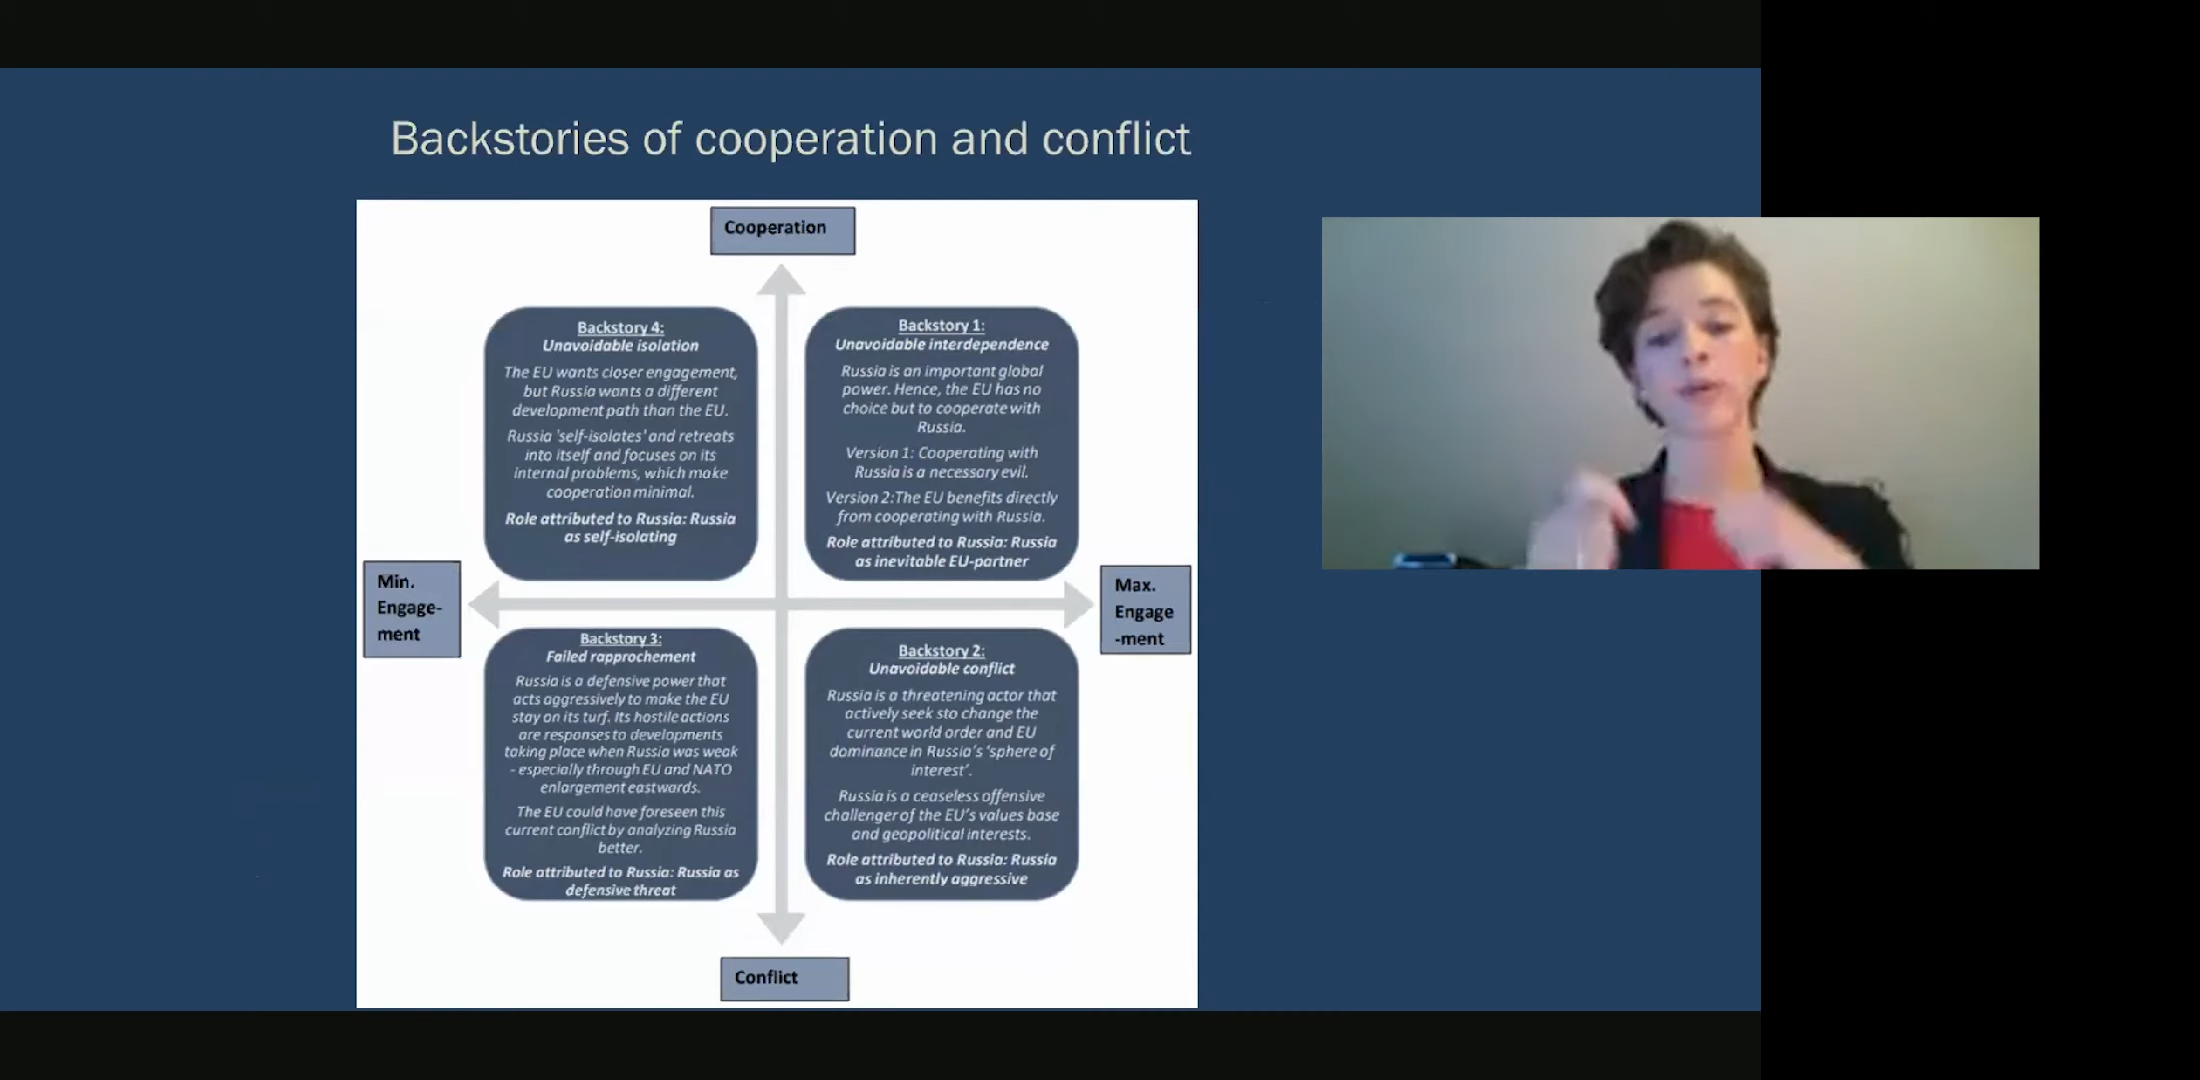 Backstories of cooperation and conflict
Cooperation
Backstory 4:
Unavoidable isolation
The EU wants closer engagement,
but Russia wants a different
development path than the EU.
Russia 'self-isolates' and retreats
into itself and focuses on its
internal problems, which make
cooperation minimal.
Role attributed to Russia: Russia
as self-isolating
Backstory 1:
Unavoidable interdependence
Russia is an important global
power. Hence, the EU has no
choice but to cooperate with
Russia.
Version 1: Cooperating with
Russia is a necessary evil.
Version 2:The EU benefits directly
from cooperating with Russia.
Role attributed to Russia: Russia
as inevitable EU-partner
Min.
Engage-
ment
Max.
Engage
-ment
Backstory 3:
Failed rapprochement
Russia is a defensive power that
acts aggressively to make the EU
stay on its turf. Its hostile actions
are responses to developments
taking place when Russia was weak
- especially through EU and NATO
enlargement eastwards.
The EU could have foreseen this
current conflict by analyzing Russia
better.
Role attributed to Russia: Russia as
defensive threat
Backstory 2:
Unavoidable conflict
Russia is a threatening actor that
actively seek sto change the
current world order and EU
dominance in Russia's 'sphere of
interest'.
Russia is a ceaseless offensive
challenger of the EU's values base
and geopolitical interests.
Role attributed to Russia: Russia
as inherently aggressive
Conflict